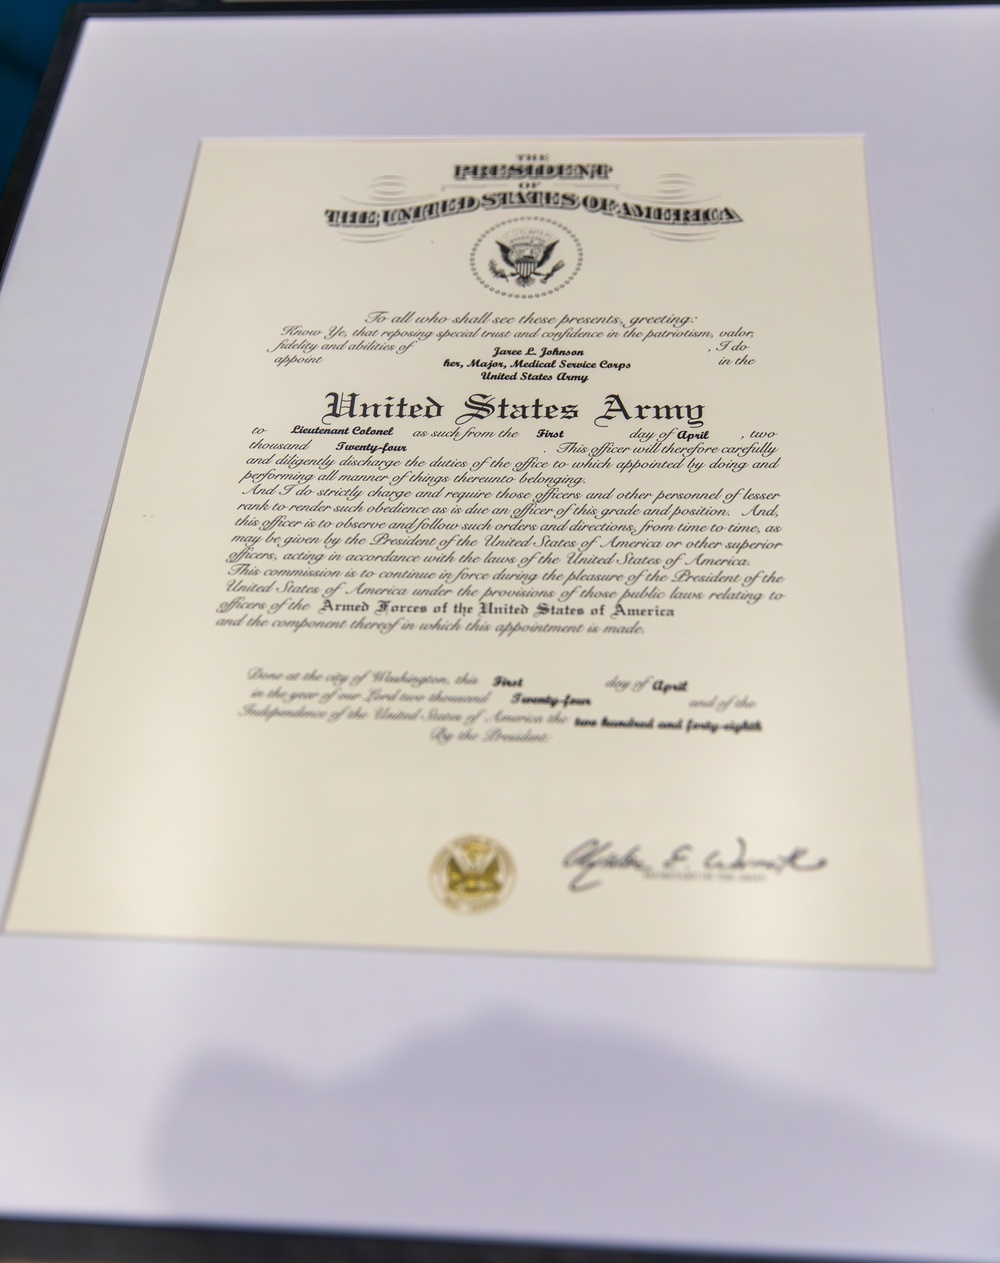 THE
PRESIDENT
OF
THE UNITED STATES OF AMERICA
To all who shall see these presents, greeting:
Know Ye, that reposing special trust and confidence in the patriotism, valor,
fidelity and abilities of Jaree L. Johnson , I do
appoint her, Major, Medical Service Corps in the
United States Army
United States Army
to Lieutenant Colonel as such from the First day of April , two
thousand Twenty-four . This officer will therefore carefully
and diligently discharge the duties of the office to which appointed by doing and
performing all manner of things thereunto belonging.
And I do strictly charge and require those officers and other personnel of lesser
rank to render such obedience as is due an officer of this grade and position. And,
this officer is to observe and follow such orders and directions, from time to time, as
may be given by the President of the United States of America or other superior
officers, acting in accordance with the laws of the United States of America.
This commission is to continue in force during the pleasure of the President of the
United States of America under the provisions of those public laws relating to
officers of the Armed Forces of the United States of America
and the component thereof in which this appointment is made.
Done at the city of Washington, this First day of April
in the year of our Lord two thousand Twenty-four and of the
Independence of the United States of America the two hundred and forty-eighth
By the President:
SECRETARY OF THE ARMY